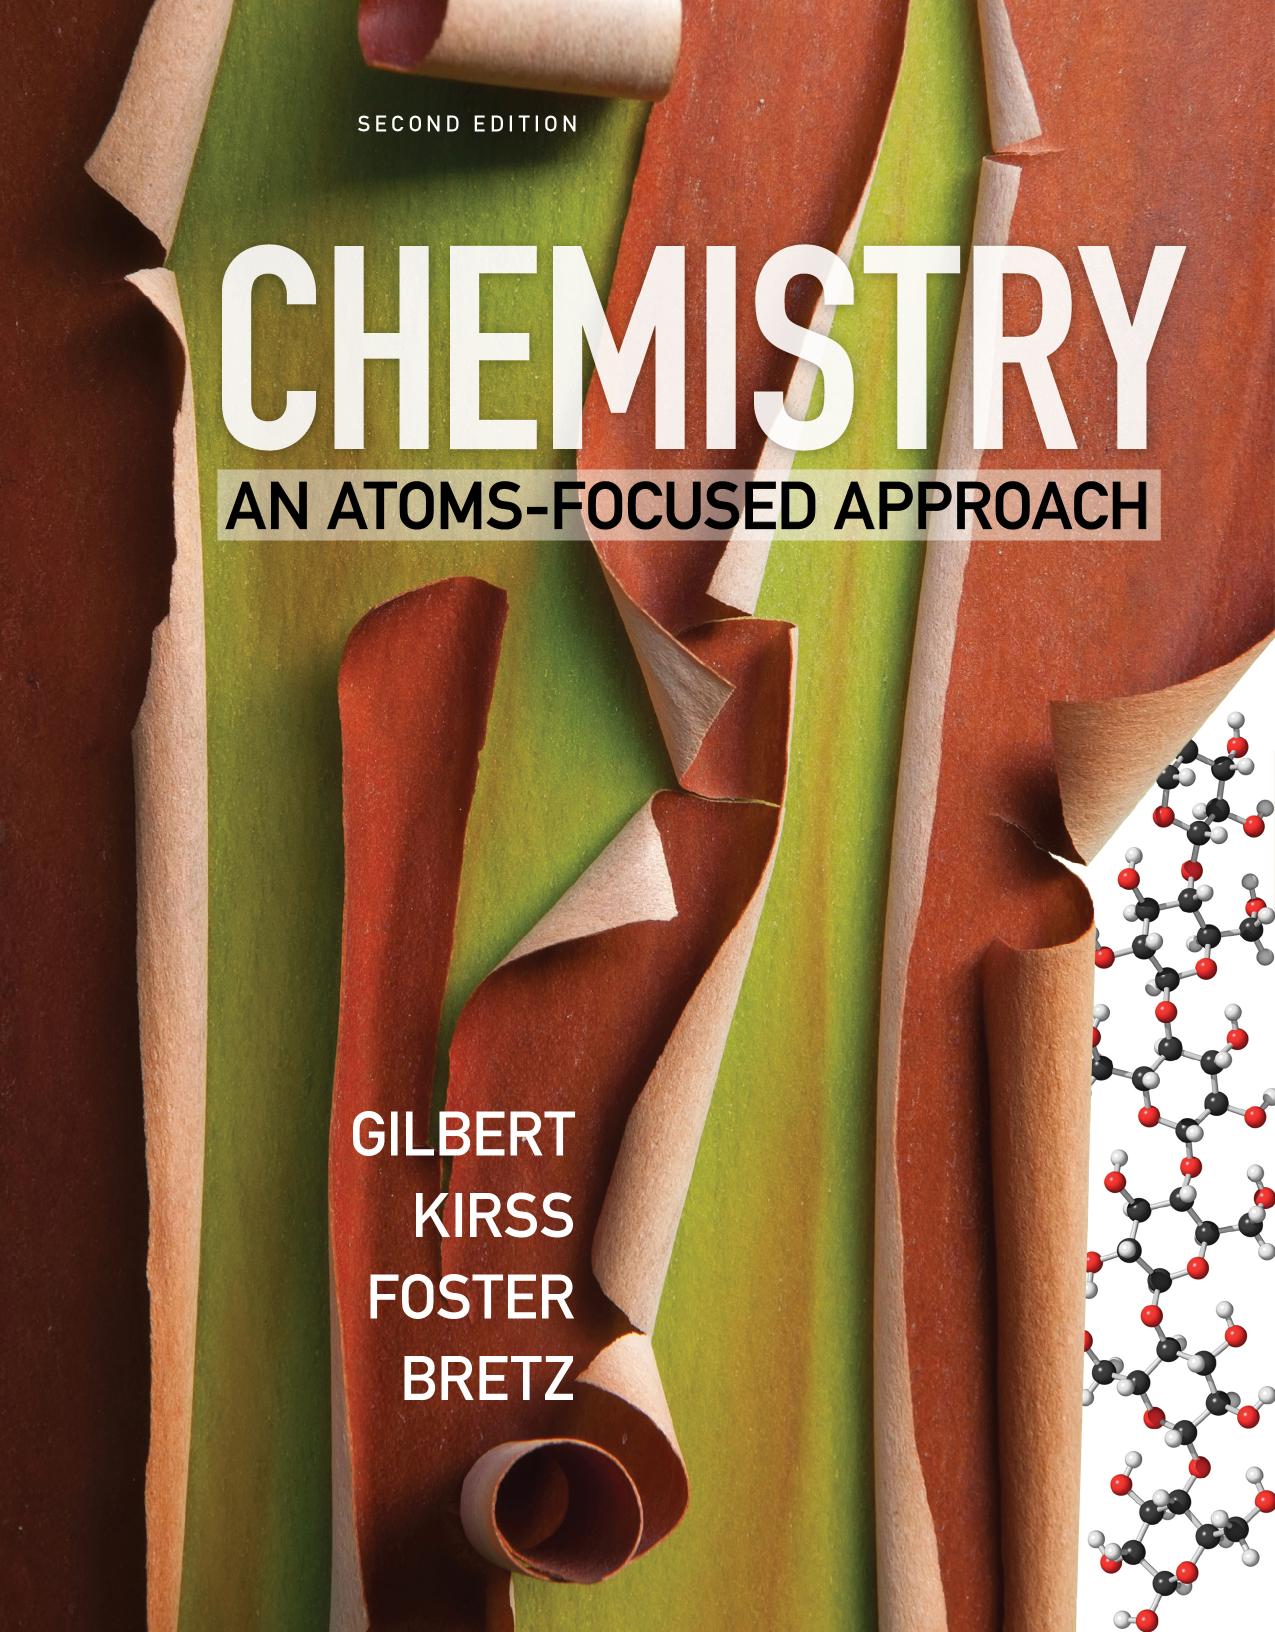 SECOND EDITION
CHEMISTRY
AN ATOMS-FOCUSED APPROACH
GILBERT
KIRSS
FOSTER
BRETZ